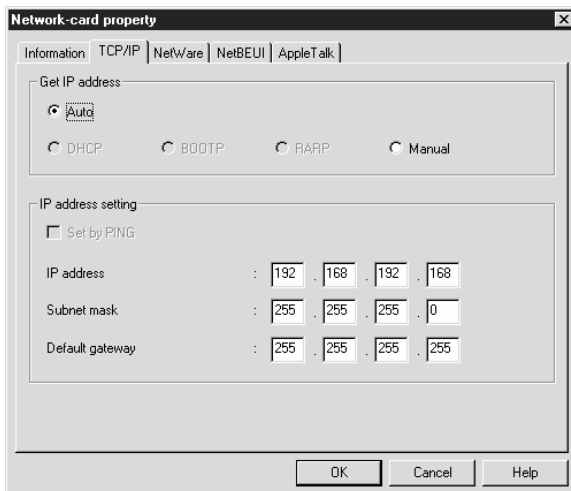 Network-card property
Information TCP/IP NetWare NetBEUI AppleTalk
Get IP address
Auto
DHCP BOOTP RARP Manual
IP address setting
Set by PING
IP address : 192 . 168 . 192 . 168
Subnet mask : 255 . 255 . 255 . 0
Default gateway : 255 . 255 . 255 . 255
OK Cancel Help